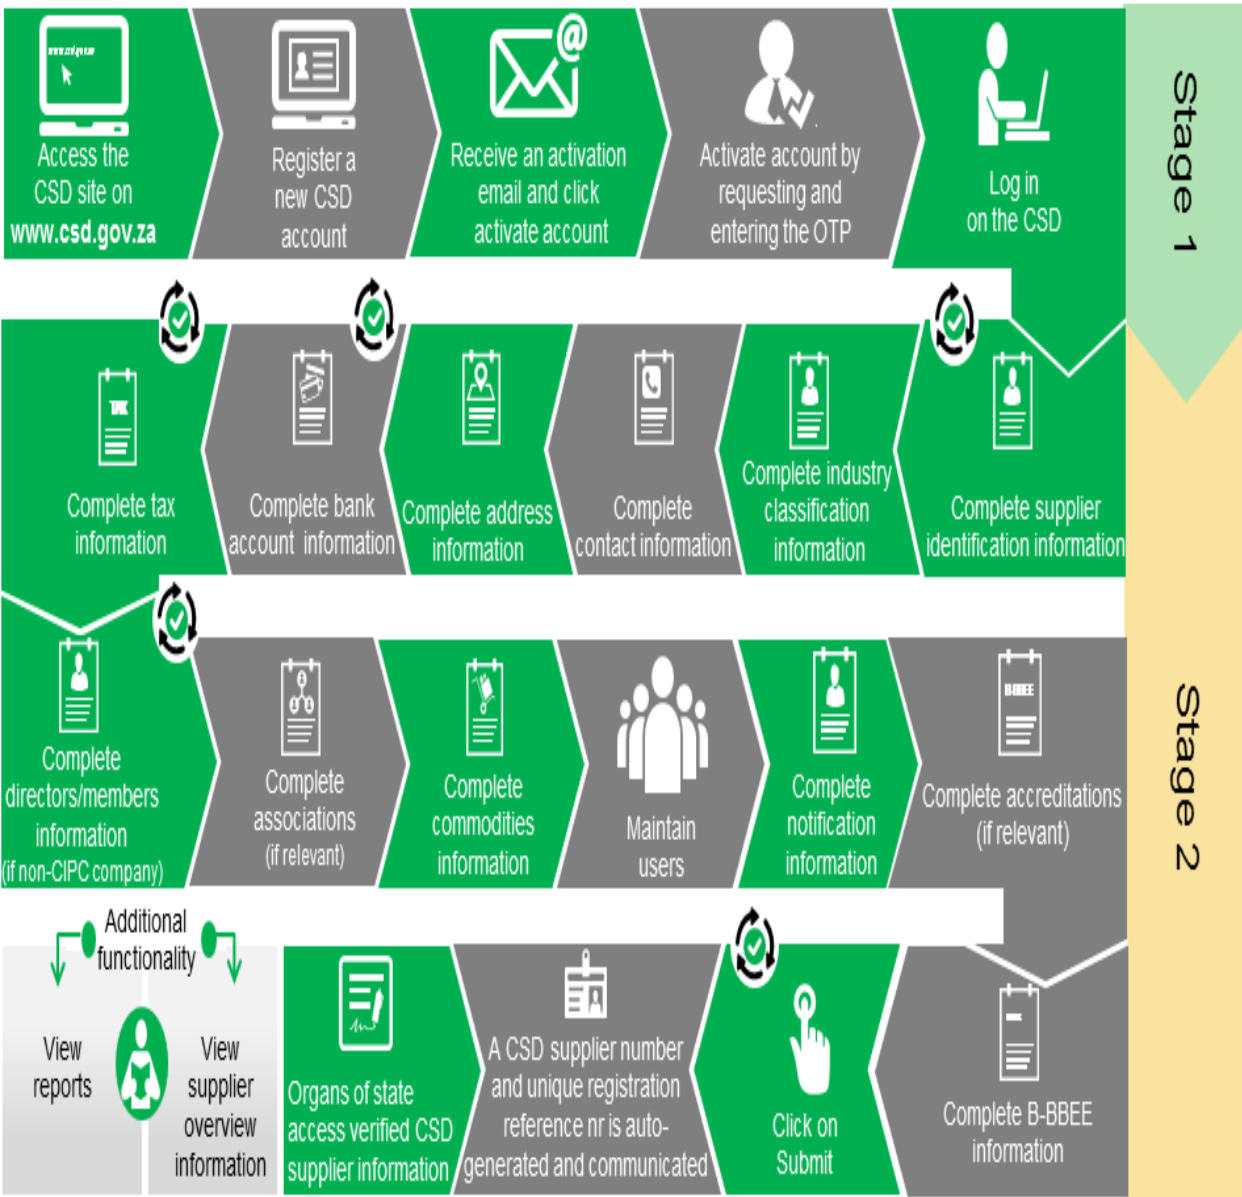 www.csd.gov.za
Access the
CSD site on
www.csd.gov.za
Register a
new CSD
account
@
Receive an activation
email and click
activate account
Activate account by
requesting and
entering the OTP
Log in
on the CSD
Stage 1
Complete supplier
identification information
Complete industry
classification
information
Complete
contact information
Complete address
information
Complete bank
account information
TAX
Complete tax
information
Complete
directors/members
information
(if non-CIPC company)
Complete
associations
(if relevant)
Complete
commodities
information
Maintain
users
Complete
notification
information
B-BBEE
Complete accreditations
(if relevant)
Stage 2
Complete B-BBEE
information
Click on
Submit
A CSD supplier number
and unique registration
reference nr is auto-
generated and communicated
Organs of state
access verified CSD
supplier information
Additional
functionality
View
reports
View
supplier
overview
information